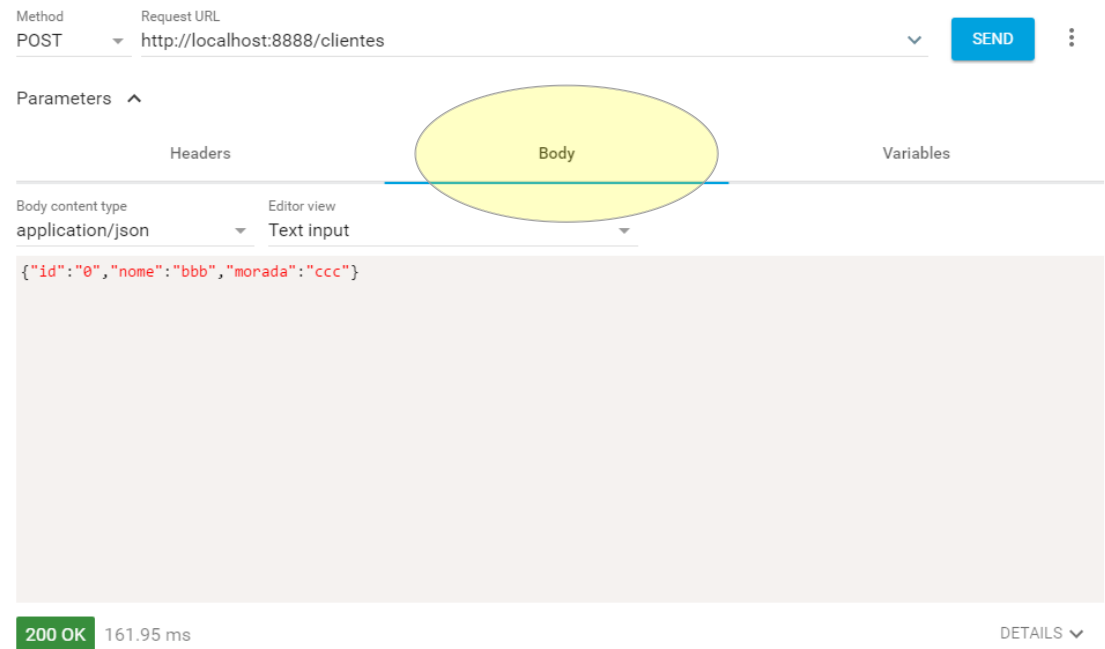 Method Request URL
POST http://localhost:8888/clientes SEND
Parameters
Headers Body Variables
Body content type Editor view
application/json Text input
{"id":"0","nome":"bbb","morada":"ccc"}
200 OK 161.95 ms DETAILS